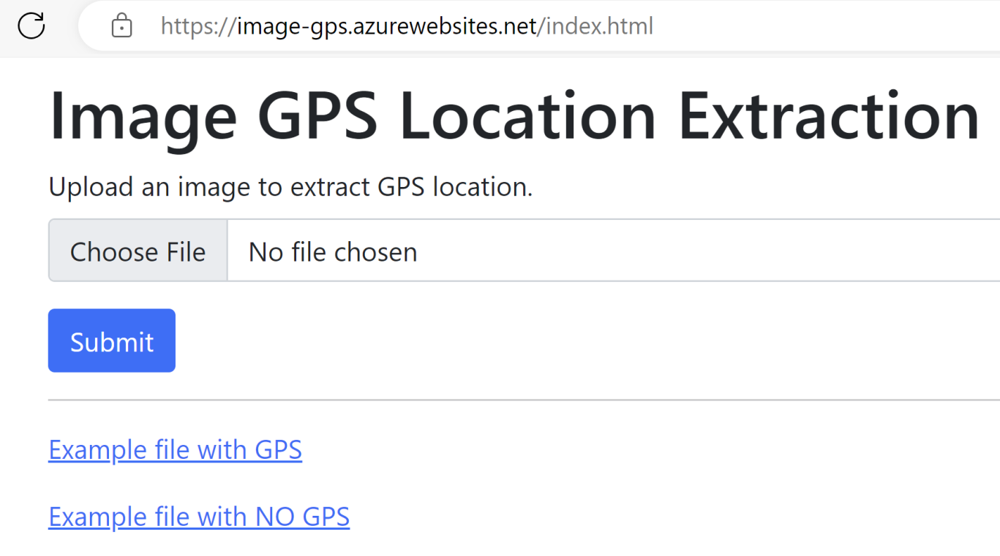 https://image-gps.azurewebsites.net/index.html
Image GPS Location Extraction
Upload an image to extract GPS location.
Choose File No file chosen
Submit
Example file with GPS
Example file with NO GPS